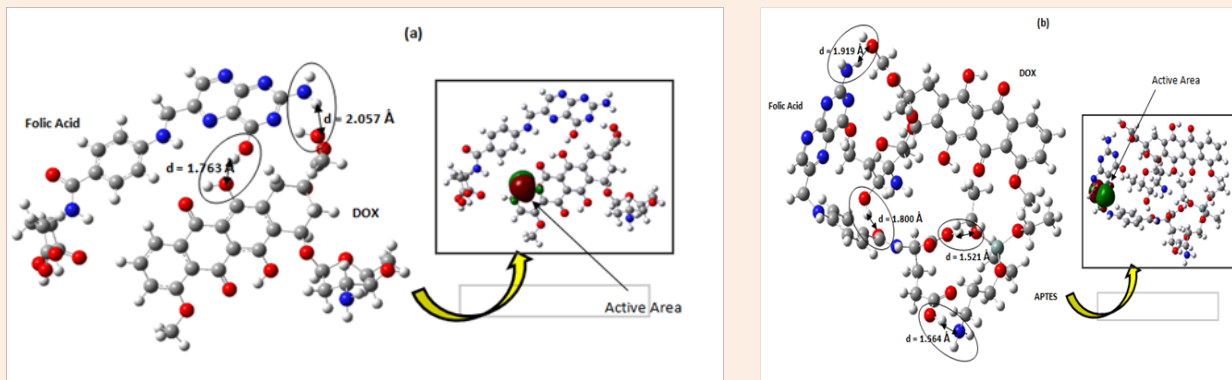 (a)
Folic Acid
d = 2.057 Å
d = 1.763 Å
DOX
Active Area
(b)
d = 1.919 Å
DOX
Active Area
Folic Acid
d = 1.800 Å
d = 1.521 Å
APTES
d = 1.564 Å